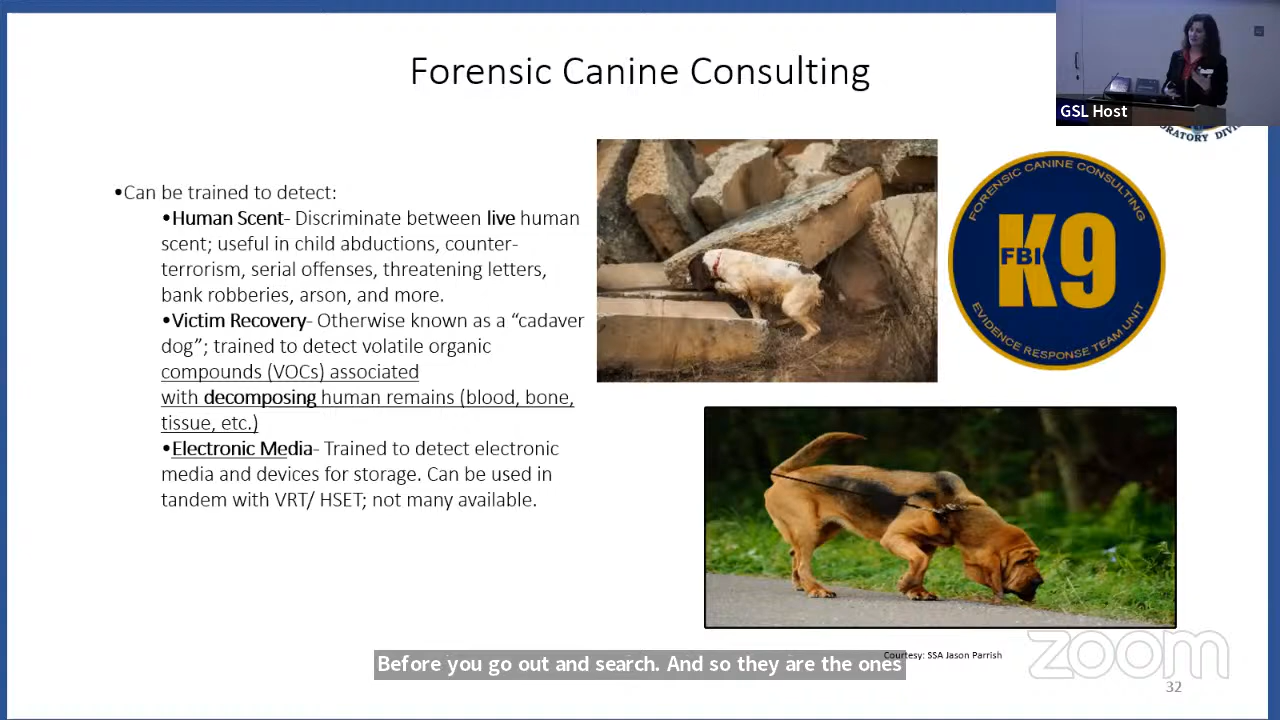 Forensic Canine Consulting
GSL Host
ORATORY DIVI
•Can be trained to detect:
•Human Scent- Discriminate between live human
scent; useful in child abductions, counter-
terrorism, serial offenses, threatening letters,
bank robberies, arson, and more.
•Victim Recovery- Otherwise known as a “cadaver
dog”; trained to detect volatile organic
compounds (VOCs) associated
with decomposing human remains (blood, bone,
tissue, etc.)
•Electronic Media- Trained to detect electronic
media and devices for storage. Can be used in
tandem with VRT/ HSET; not many available.
FORENSIC CANINE CONSULTING
FBI
K9
EVIDENCE RESPONSE TEAM UNIT
Courtesy: SSA Jason Parrish
Before you go out and search. And so they are the ones
zoom
32